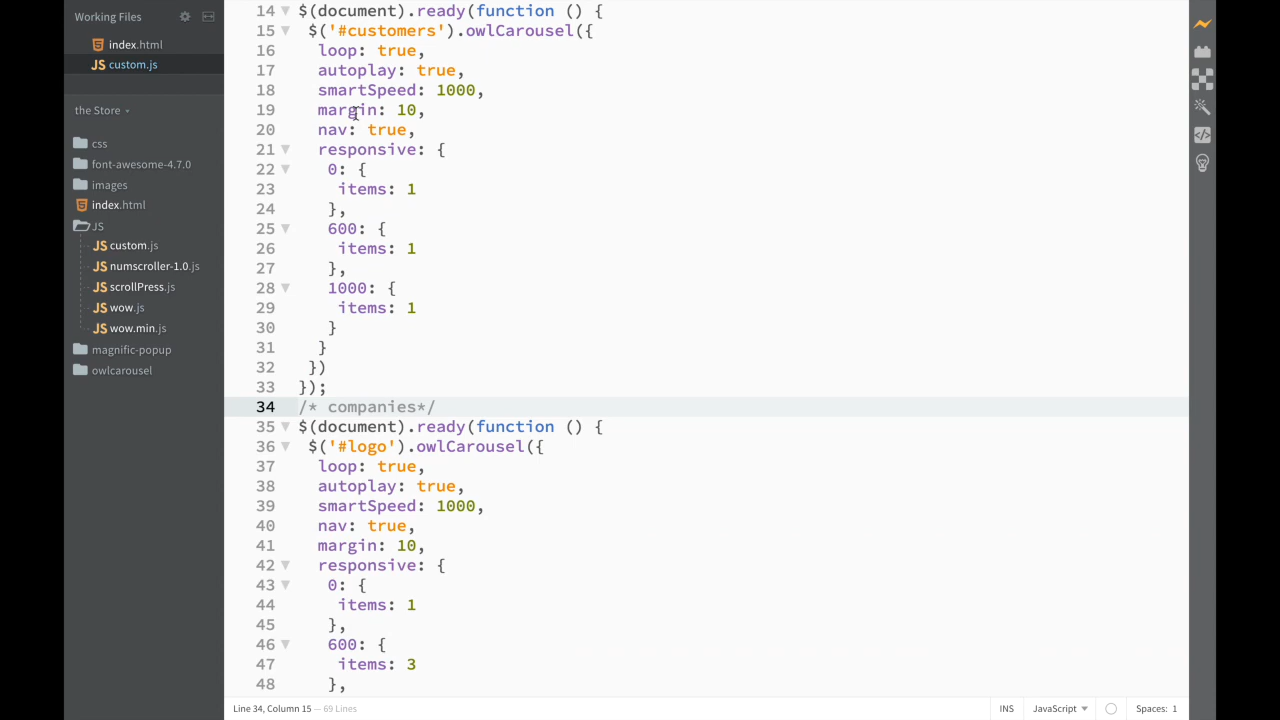 Working Files
index.html
JS custom.js
the Store
css
font-awesome-4.7.0
images
index.html
JS
JS custom.js
JS numscroller-1.0.js
JS scrollPress.js
JS wow.js
JS wow.min.js
magnific-popup
owlcarousel
14 $(document).ready(function () {
15 $('#customers').owlCarousel({
16 loop: true,
17 autoplay: true,
18 smartSpeed: 1000,
19 margin: 10,
20 nav: true,
21 responsive: {
22 0: {
23 items: 1
24 },
25 600: {
26 items: 1
27 },
28 1000: {
29 items: 1
30 }
31 }
32 })
33 });
34 /* companies*/
35 $(document).ready(function () {
36 $('#logo').owlCarousel({
37 loop: true,
38 autoplay: true,
39 smartSpeed: 1000,
40 nav: true,
41 margin: 10,
42 responsive: {
43 0: {
44 items: 1
45 },
46 600: {
47 items: 3
48 },
Line 34, Column 15 — 69 Lines
INS
JavaScript
Spaces: 1